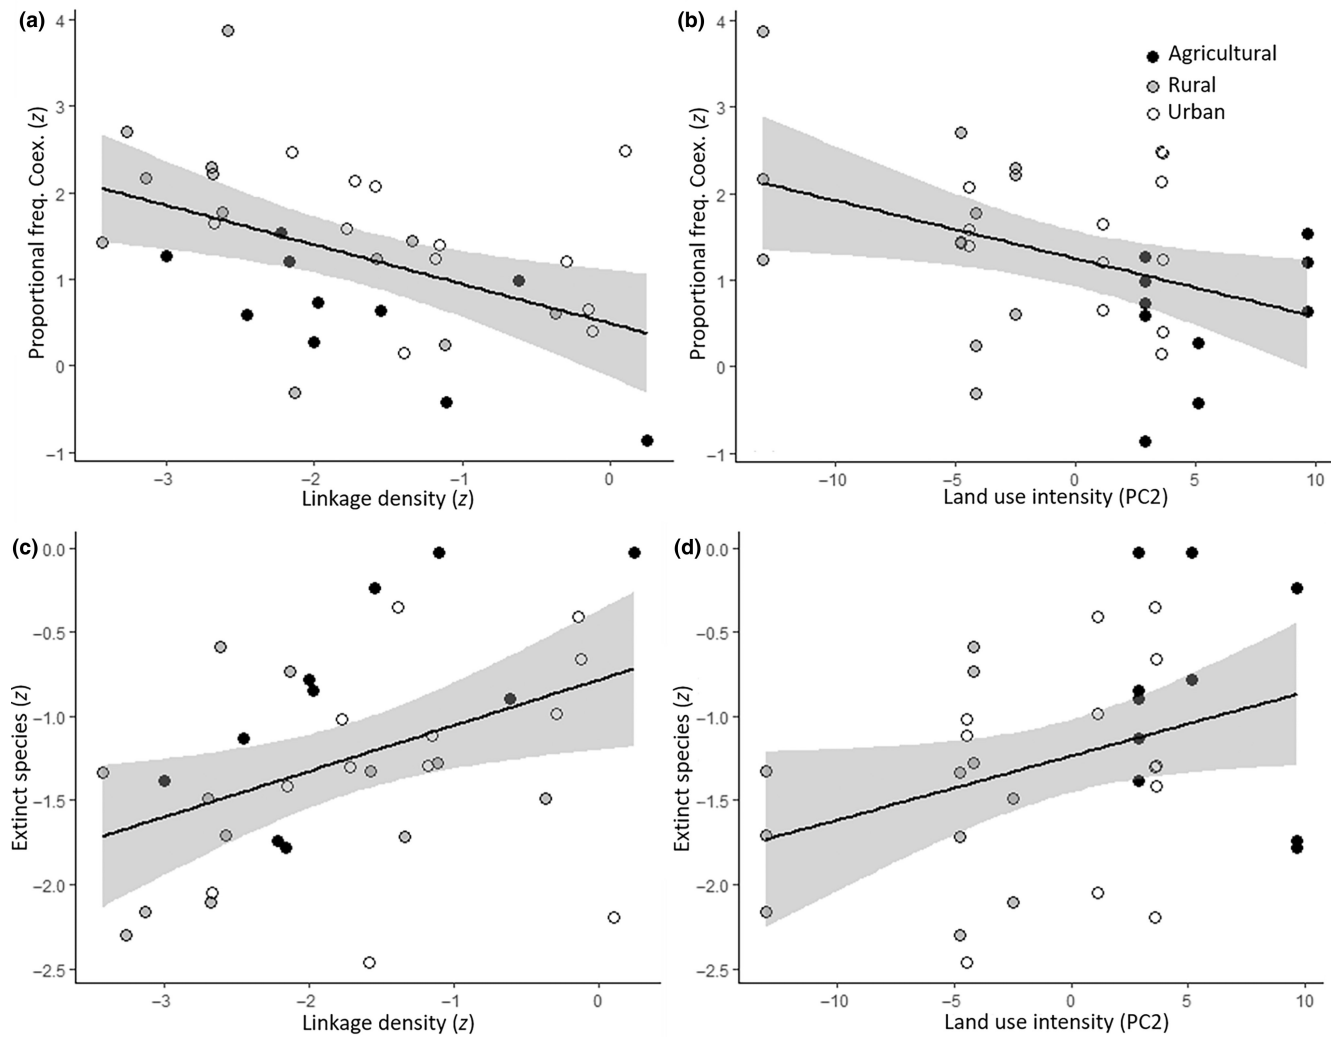 (a)
4
3
2
1
0
−1
Proportional freq. Coex. (z)
−3
−2
−1
0
Linkage density (z)
(b)
4
3
2
1
0
−1
Proportional freq. Coex. (z)
Agricultural
Rural
Urban
−10
−5
0
5
10
Land use intensity (PC2)
(c)
0.0
−0.5
−1.0
−1.5
−2.0
−2.5
Extinct species (z)
−3
−2
−1
0
Linkage density (z)
(d)
0.0
−0.5
−1.0
−1.5
−2.0
−2.5
Extinct species (z)
−10
−5
0
5
10
Land use intensity (PC2)